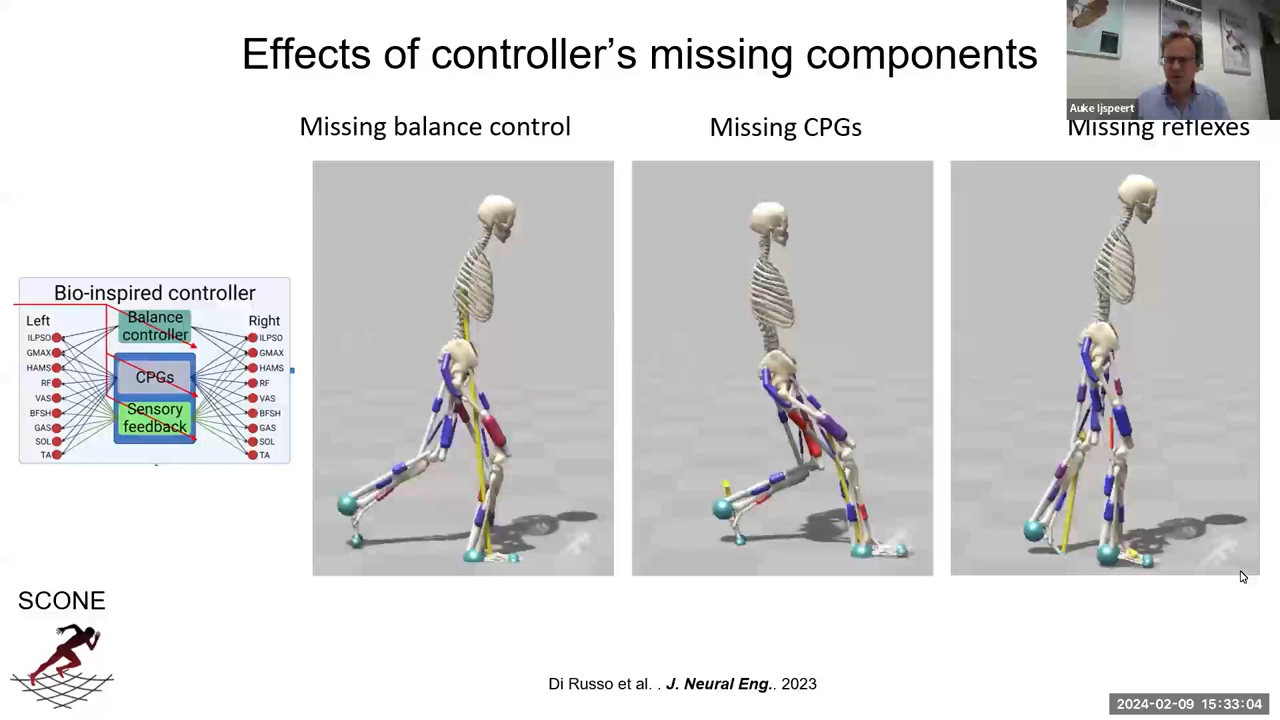 Effects of controller's missing components
Auke Ijspeert
Missing balance control
Missing CPGs
Missing reflexes
Bio-inspired controller
Left
Right
Balance
controller
CPGs
Sensory
feedback
ILPSO
GMAX
HAMS
RF
VAS
BFSH
GAS
SOL
TA
ILPSO
GMAX
HAMS
RF
VAS
BFSH
GAS
SOL
TA
SCONE
Di Russo et al. . J. Neural Eng.. 2023
2024-02-09 15:33:04